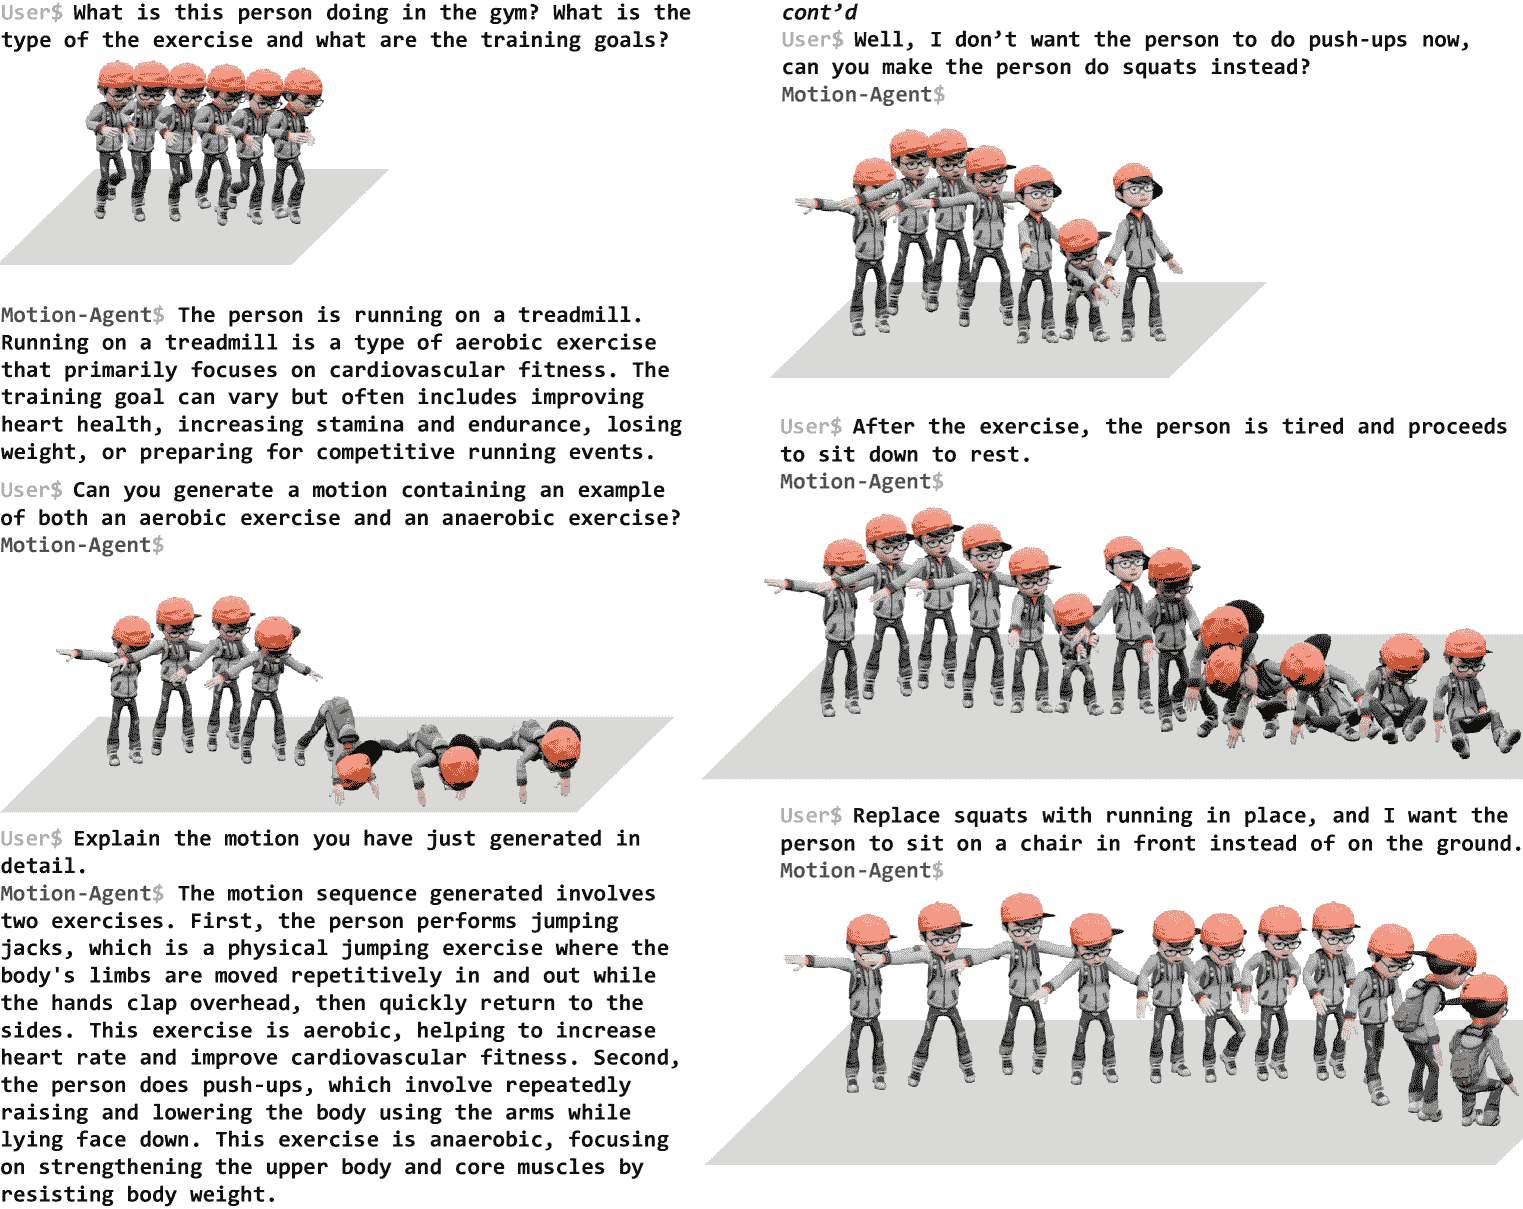 User$ What is this person doing in the gym? What is the
type of the exercise and what are the training goals?
Motion-Agent$ The person is running on a treadmill.
Running on a treadmill is a type of aerobic exercise
that primarily focuses on cardiovascular fitness. The
training goal can vary but often includes improving
heart health, increasing stamina and endurance, losing
weight, or preparing for competitive running events.
User$ Can you generate a motion containing an example
of both an aerobic exercise and an anaerobic exercise?
Motion-Agent$
User$ Explain the motion you have just generated in
detail.
Motion-Agent$ The motion sequence generated involves
two exercises. First, the person performs jumping
jacks, which is a physical jumping exercise where the
body's limbs are moved repetitively in and out while
the hands clap overhead, then quickly return to the
sides. This exercise is aerobic, helping to increase
heart rate and improve cardiovascular fitness. Second,
the person does push-ups, which involve repeatedly
raising and lowering the body using the arms while
lying face down. This exercise is anaerobic, focusing
on strengthening the upper body and core muscles by
resisting body weight.
cont’d
User$ Well, I don’t want the person to do push-ups now,
can you make the person do squats instead?
Motion-Agent$
User$ After the exercise, the person is tired and proceeds
to sit down to rest.
Motion-Agent$
User$ Replace squats with running in place, and I want the
person to sit on a chair in front instead of on the ground.
Motion-Agent$